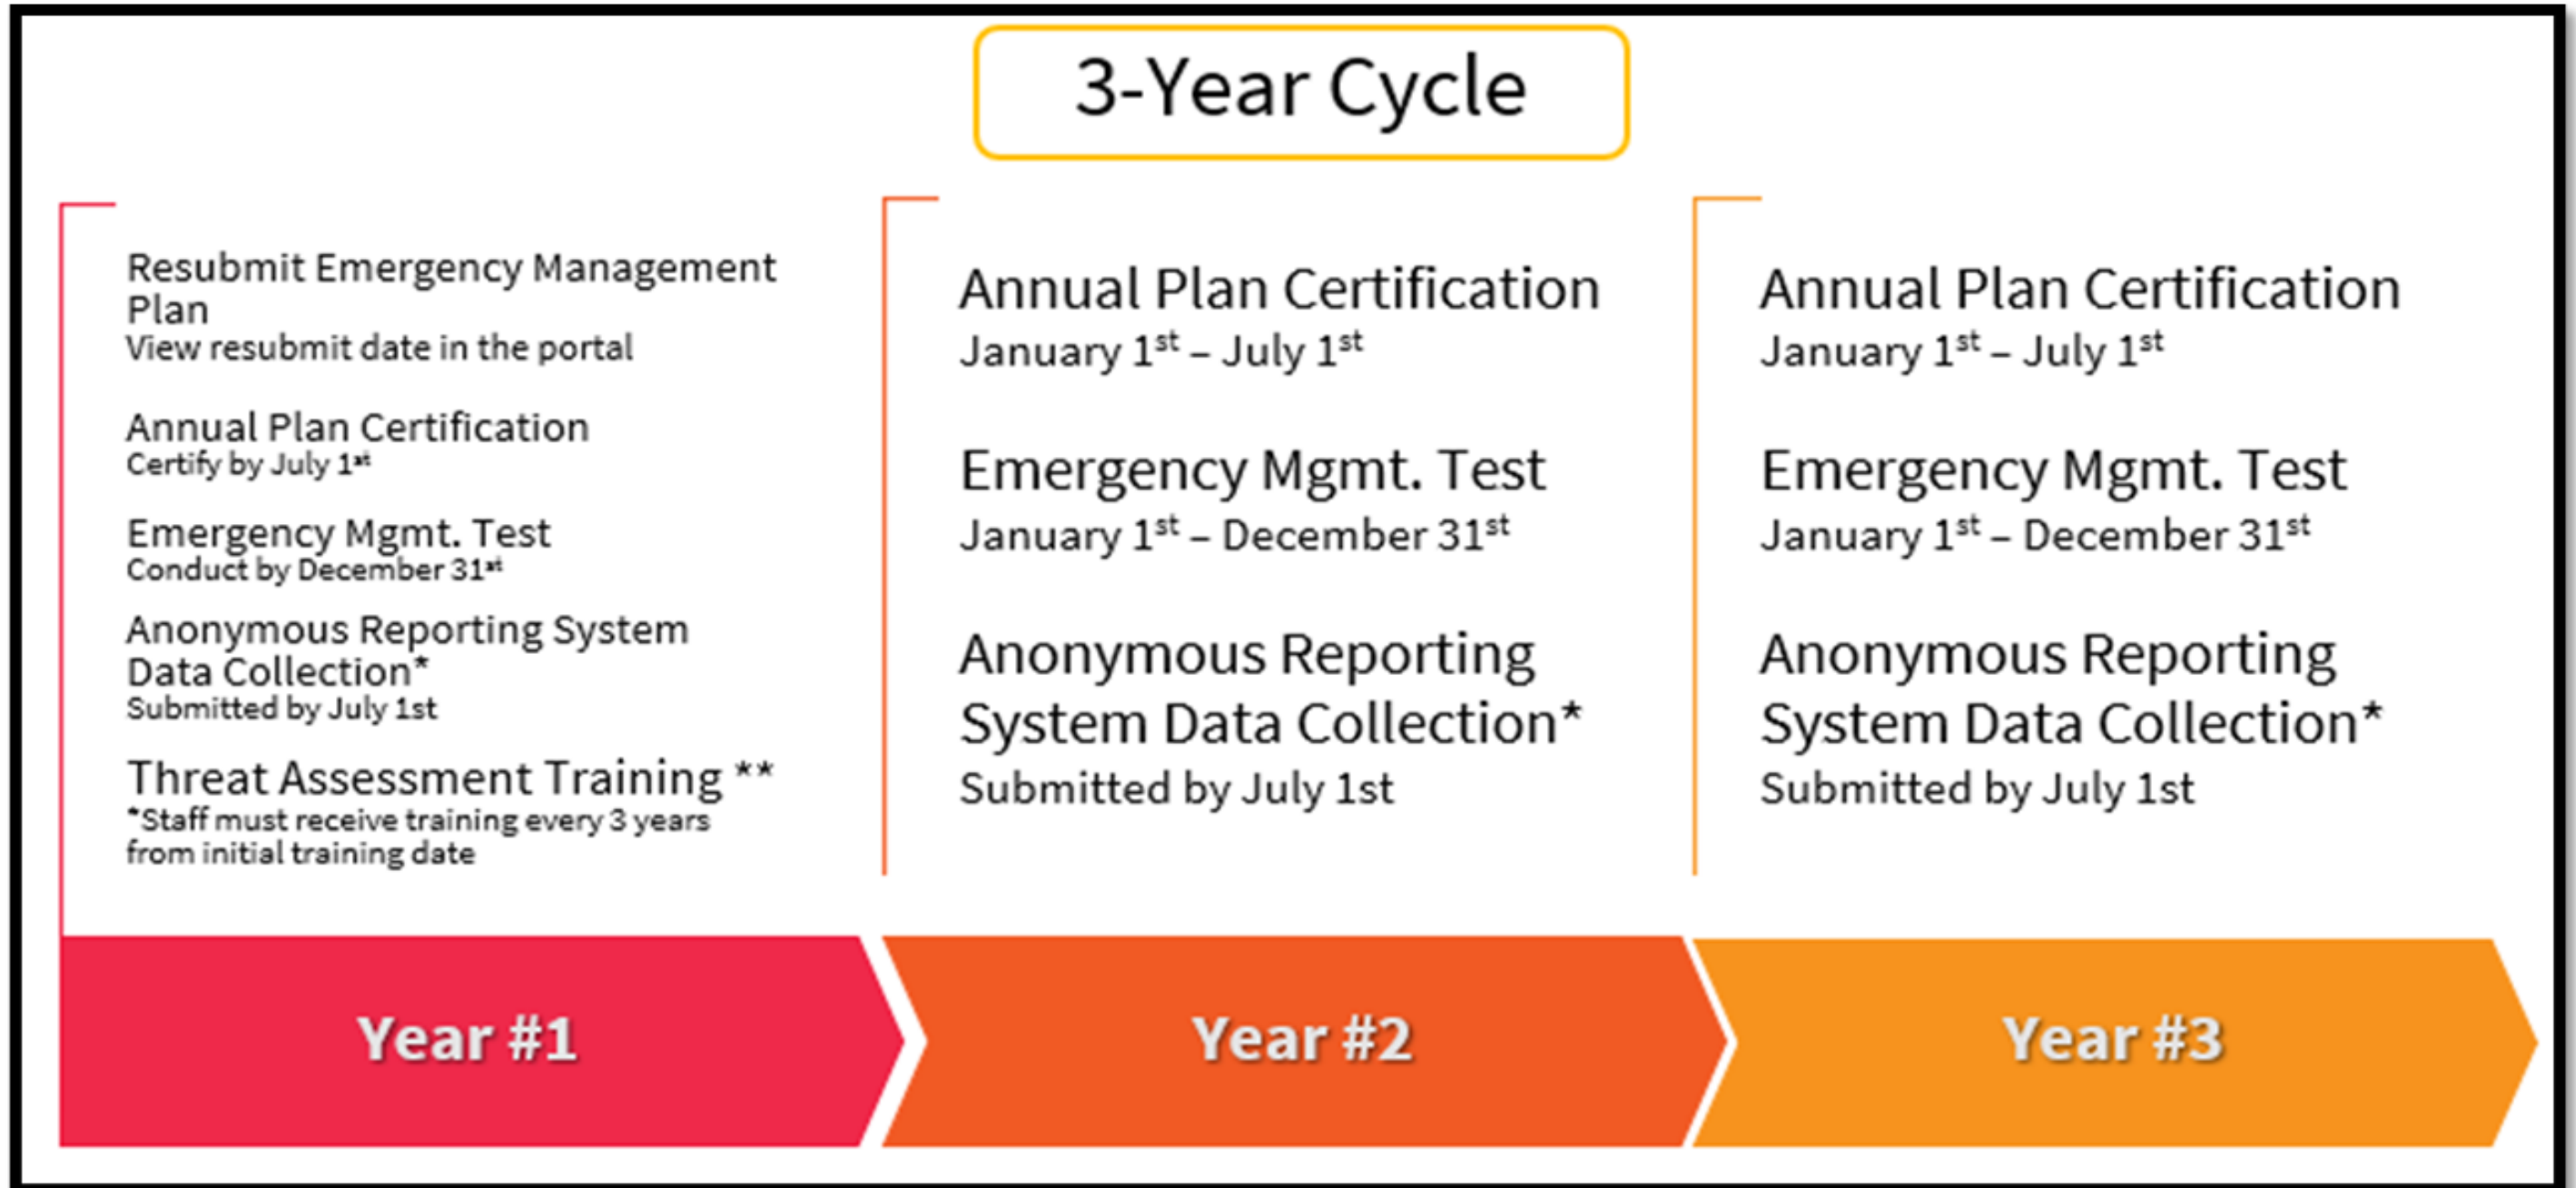 3-Year Cycle
Resubmit Emergency Management
Plan
View resubmit date in the portal
Annual Plan Certification
Certify by July 1st
Emergency Mgmt. Test
Conduct by December 31st
Anonymous Reporting System
Data Collection*
Submitted by July 1st
Threat Assessment Training **
*Staff must receive training every 3 years
from initial training date
Annual Plan Certification
January 1st – July 1st
Emergency Mgmt. Test
January 1st – December 31st
Anonymous Reporting
System Data Collection*
Submitted by July 1st
Annual Plan Certification
January 1st – July 1st
Emergency Mgmt. Test
January 1st – December 31st
Anonymous Reporting
System Data Collection*
Submitted by July 1st
Year #1
Year #2
Year #3